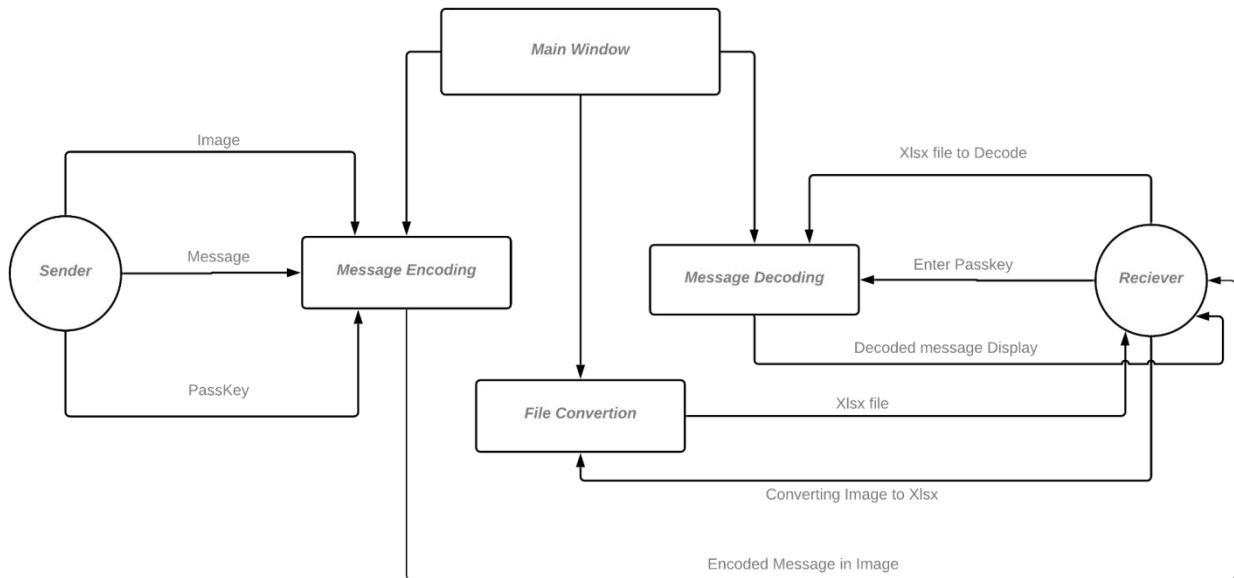 Main Window
Image
Xlsx file to Decode
Message
Enter Passkey
Sender
Message Encoding
Message Decoding
Reciever
Decoded message Display
PassKey
File Convertion
Xlsx file
Converting Image to Xlsx
Encoded Message in Image